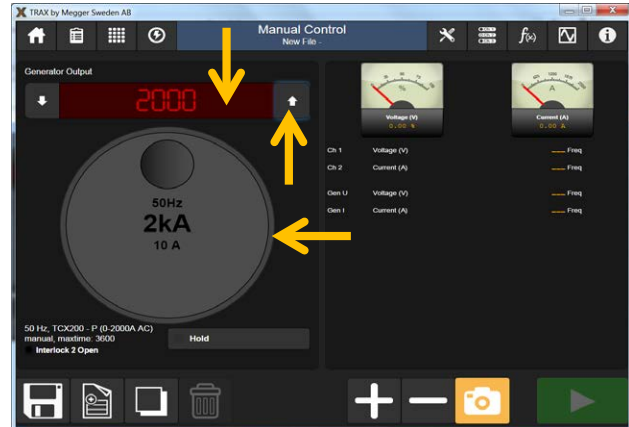 TRAX by Megger Sweden AB
Manual Control
New File -
f(x)
Generator Output
2000
Voltage (V)
0.00 %
Current (A)
0.00 A
Ch 1 Voltage (V) ---- Freq
Ch 2 Current (A) ---- Freq
Gen U Voltage (V) ---- Freq
Gen I Current (A) ---- Freq
50Hz
2kA
10 A
50 Hz, TCX200 - P (0-2000A AC)
manual, maxtime: 3600
Interlock 2 Open
Hold